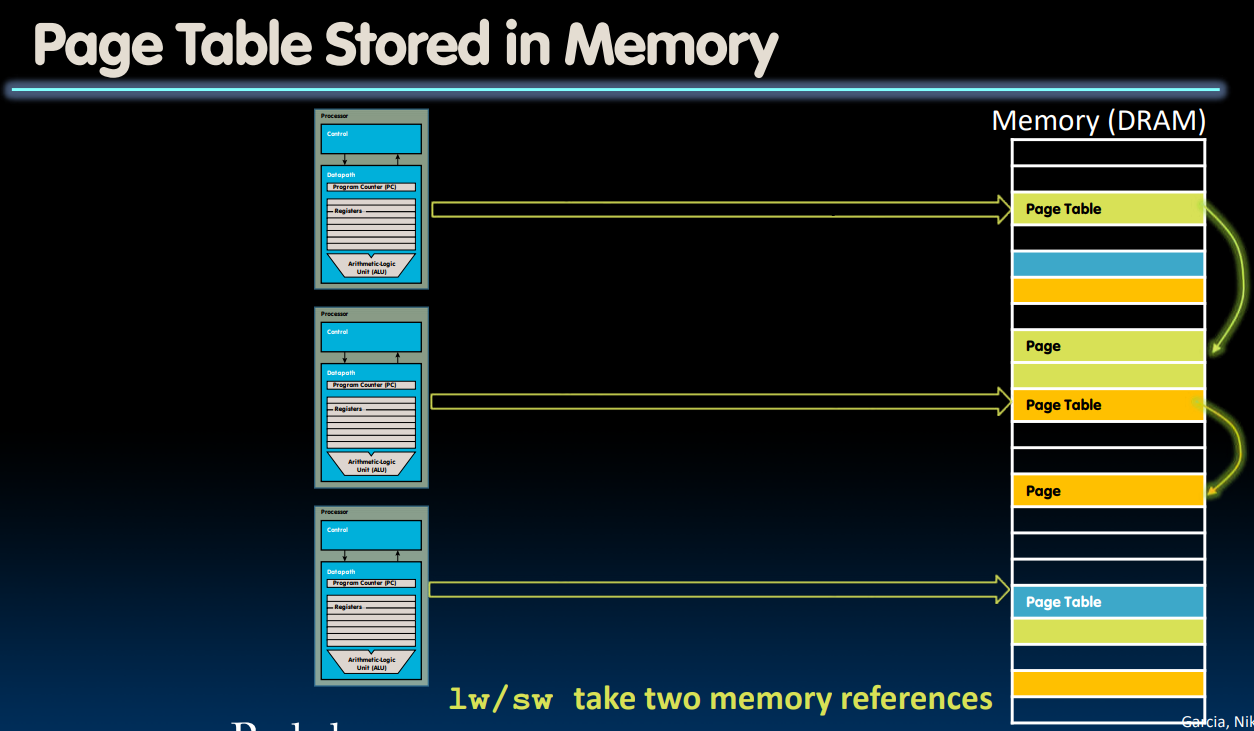 Page Table Stored in Memory
Memory (DRAM)
Processor
Control
Datapath
Program Counter (PC)
Registers
Arithmetic-Logic
Unit (ALU)
Processor
Control
Datapath
Program Counter (PC)
Registers
Arithmetic-Logic
Unit (ALU)
Processor
Control
Datapath
Program Counter (PC)
Registers
Arithmetic-Logic
Unit (ALU)
Page Table
Page
Page Table
Page
Page Table
lw/sw take two memory references
Garcia, Nik